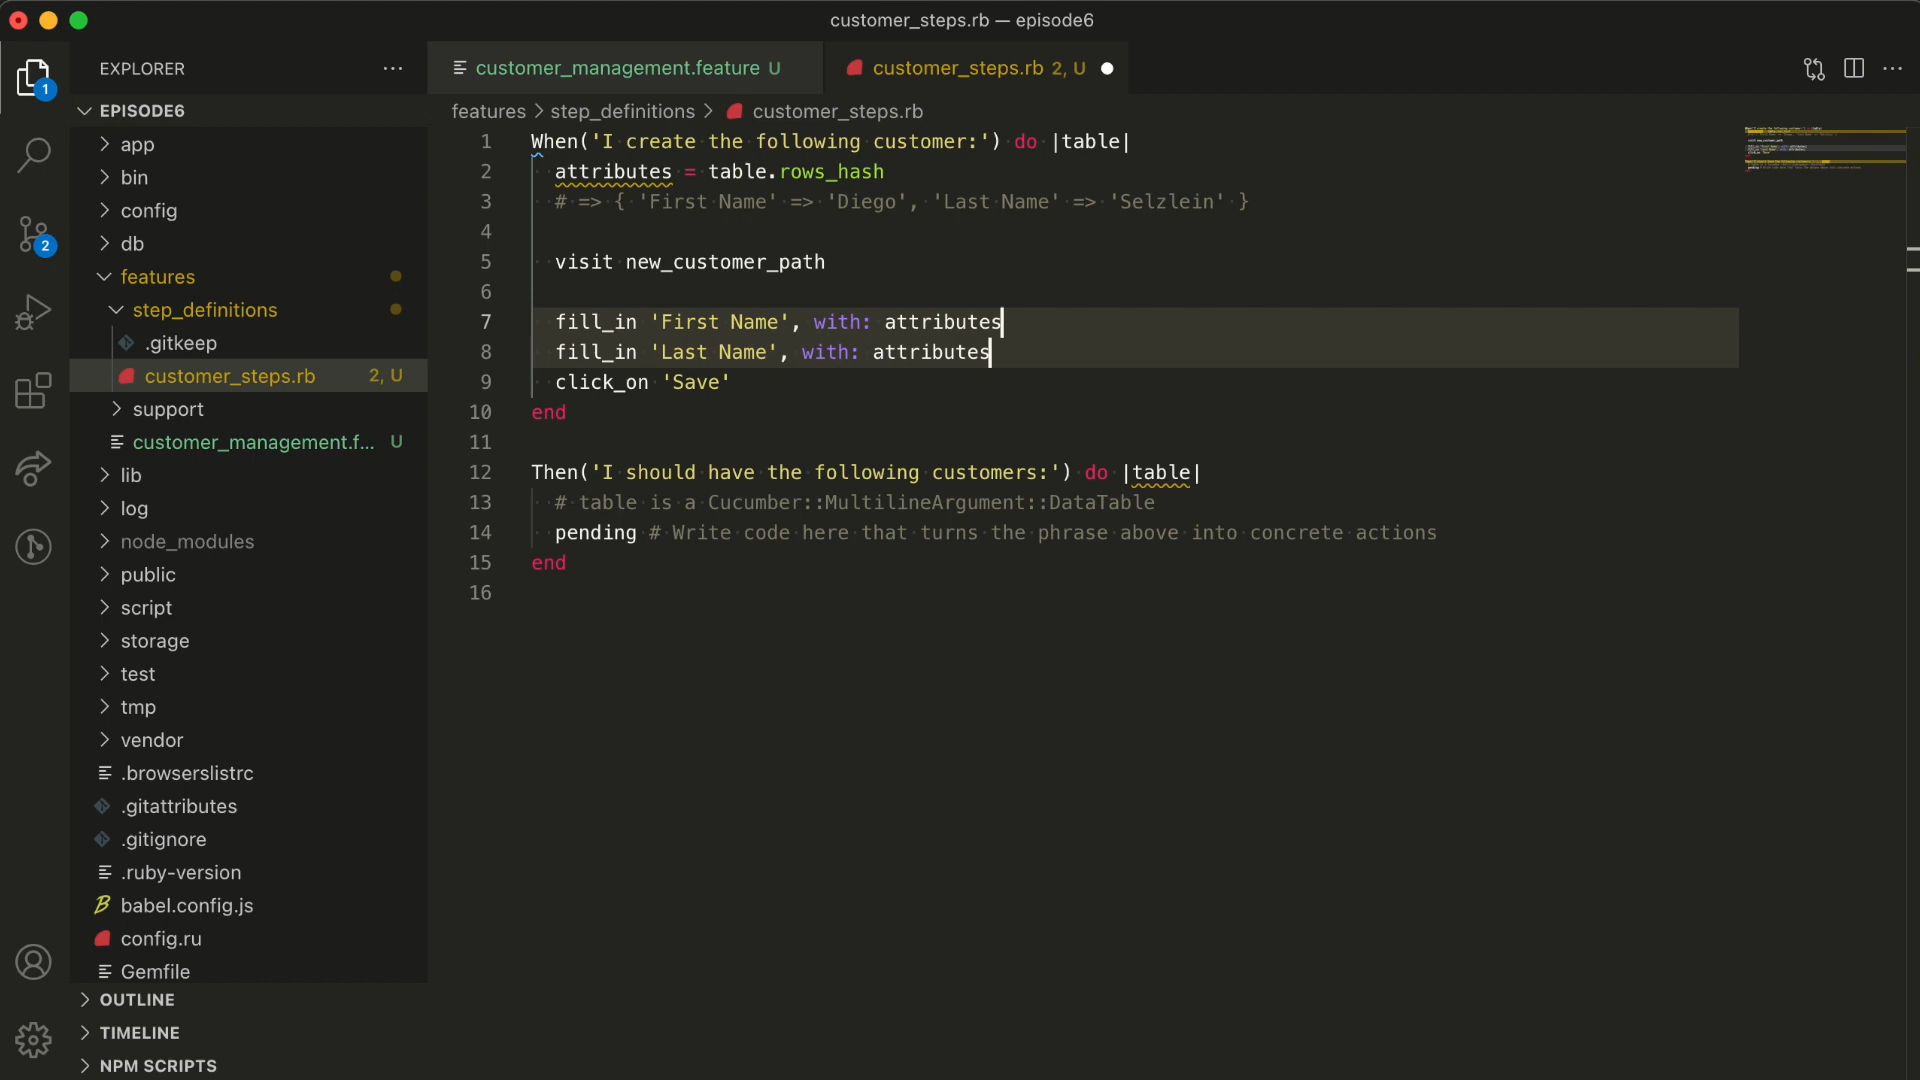 customer_steps.rb — episode6
EXPLORER
customer_management.feature U
customer_steps.rb 2, U
1
EPISODE6
features > step_definitions > customer_steps.rb
app
bin
config
db
features
step_definitions
.gitkeep
customer_steps.rb 2, U
support
customer_management.f... U
lib
log
node_modules
public
script
storage
test
tmp
vendor
.browserslistrc
.gitattributes
.gitignore
.ruby-version
babel.config.js
config.ru
Gemfile
OUTLINE
TIMELINE
NPM SCRIPTS
2
1 When('I create the following customer:') do |table|
2 attributes = table.rows_hash
3 # => { 'First Name' => 'Diego', 'Last Name' => 'Selzlein' }
4
5 visit new_customer_path
6
7 fill_in 'First Name', with: attributes
8 fill_in 'Last Name', with: attributes
9 click_on 'Save'
10 end
11
12 Then('I should have the following customers:') do |table|
13 # table is a Cucumber::MultilineArgument::DataTable
14 pending # Write code here that turns the phrase above into concrete actions
15 end
16